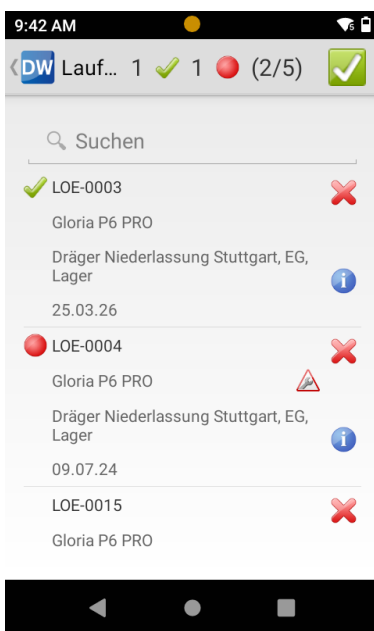 9:42 AM
DW Lauf... 1 1 (2/5)
Suchen
LOE-0003
Gloria P6 PRO
Dräger Niederlassung Stuttgart, EG,
Lager
25.03.26
LOE-0004
Gloria P6 PRO
Dräger Niederlassung Stuttgart, EG,
Lager
09.07.24
LOE-0015
Gloria P6 PRO